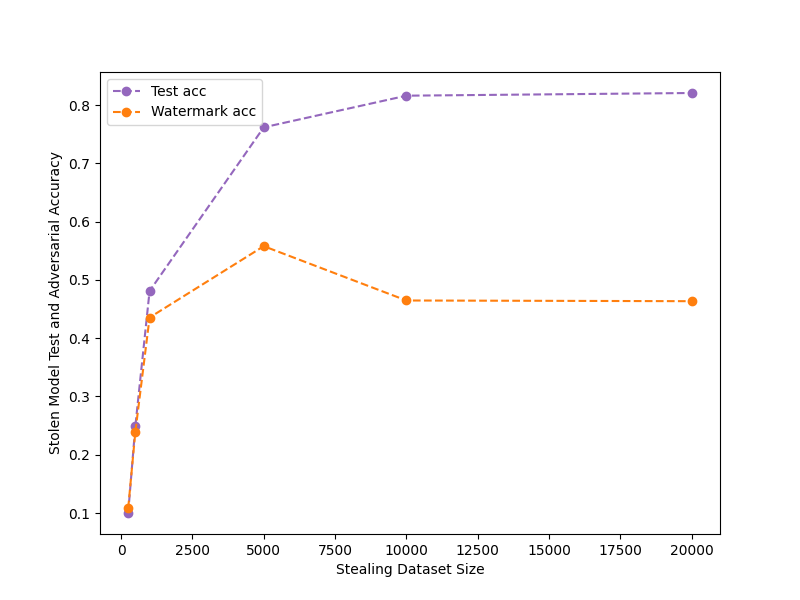 Test acc
Watermark acc
Stolen Model Test and Adversarial Accuracy
0.8
0.7
0.6
0.5
0.4
0.3
0.2
0.1
0 2500 5000 7500 10000 12500 15000 17500 20000
Stealing Dataset Size